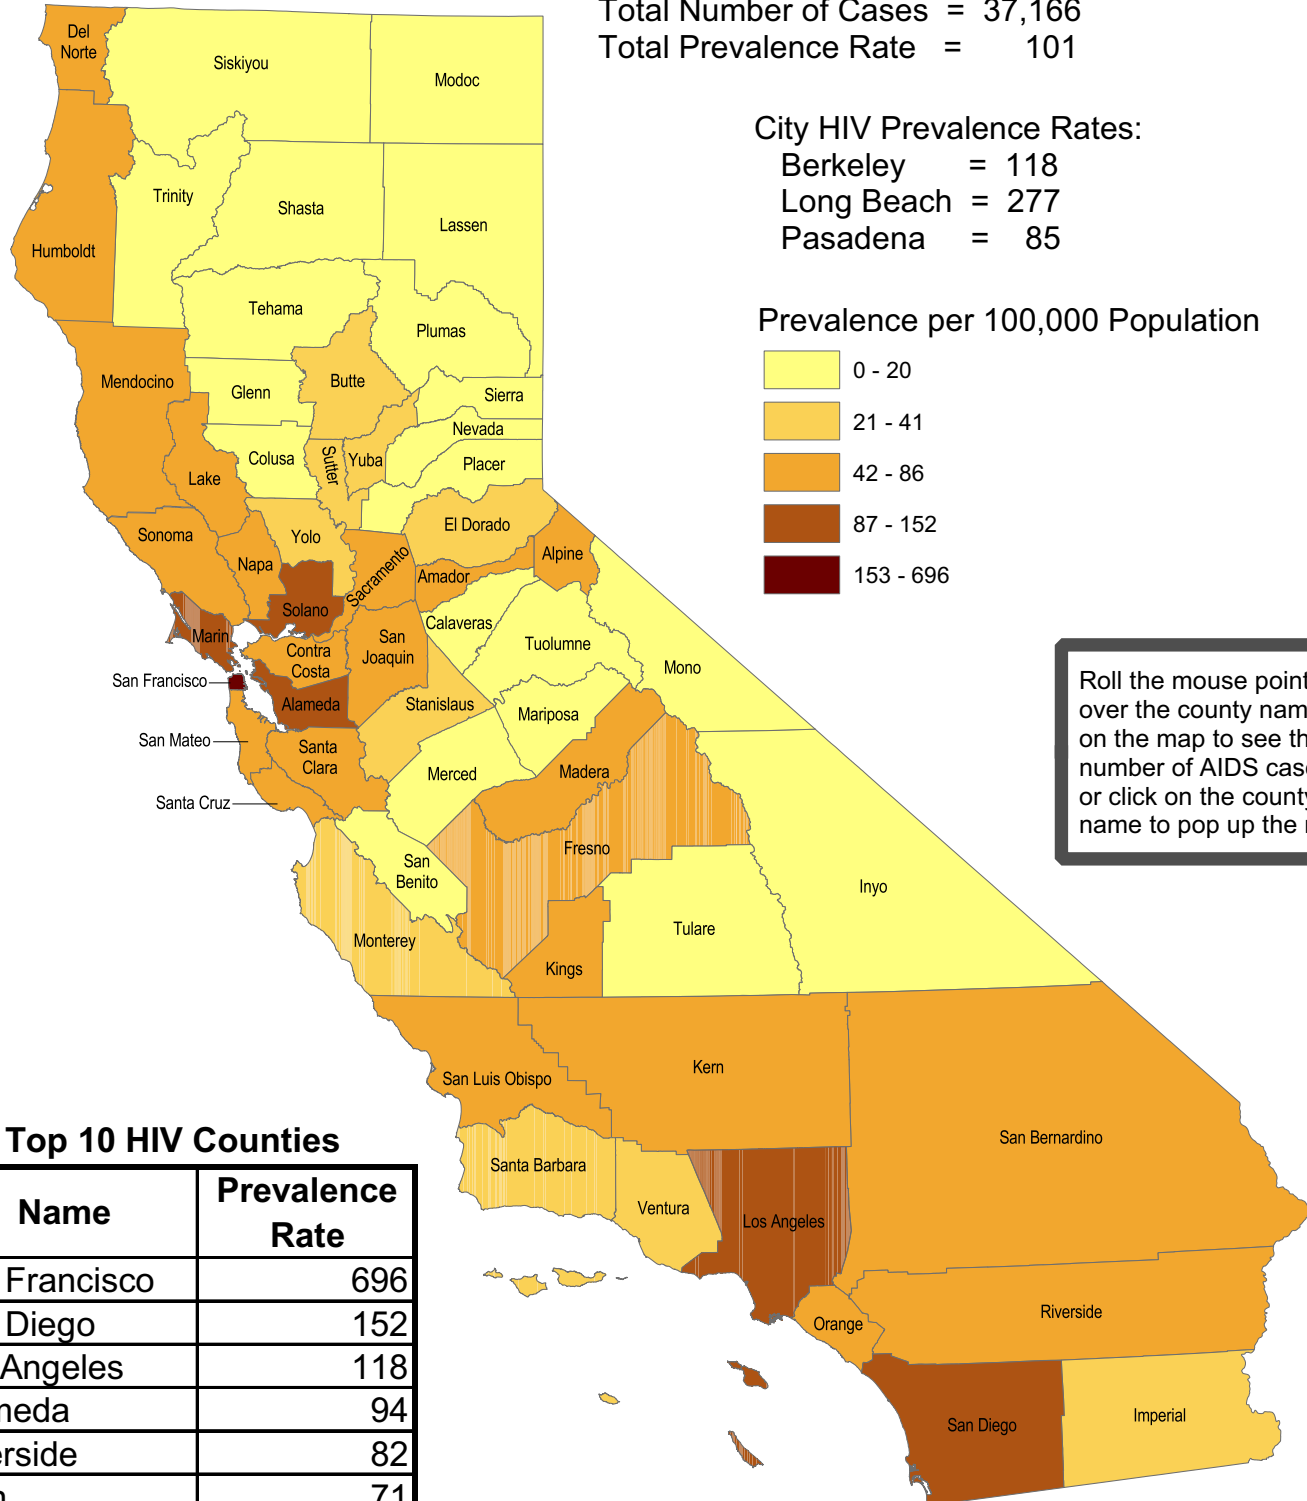 Total Number of Cases = 37,166
Total Prevalence Rate = 101
City HIV Prevalence Rates:
Berkeley = 118
Long Beach = 277
Pasadena = 85
Prevalence per 100,000 Population
0 - 20
21 - 41
42 - 86
87 - 152
153 - 696
Del
Norte
Siskiyou
Modoc
Trinity
Shasta
Lassen
Humboldt
Tehama
Plumas
Mendocino
Glenn
Butte
Sierra
Nevada
Colusa
Sutter
Yuba
Placer
Lake
El Dorado
Sonoma
Yolo
Napa
Sacramento
Amador
Alpine
Solano
Calaveras
Marin
San
Joaquin
Tuolumne
Contra
Costa
Mono
San Francisco
Alameda
Stanislaus
Mariposa
San Mateo
Santa
Clara
Merced
Madera
Santa Cruz
Fresno
San
Benito
Inyo
Monterey
Tulare
Kings
Roll the mouse point
over the county nam
on the map to see th
number of AIDS cas
or click on the county
name to pop up the
San Luis Obispo
Kern
San Bernardino
Santa Barbara
Ventura
Los Angeles
Orange
Riverside
San Diego
Imperial
Top 10 HIV Counties
Name Prevalence
Rate
Francisco 696
Diego 152
Angeles 118
meda 94
erside 82
71